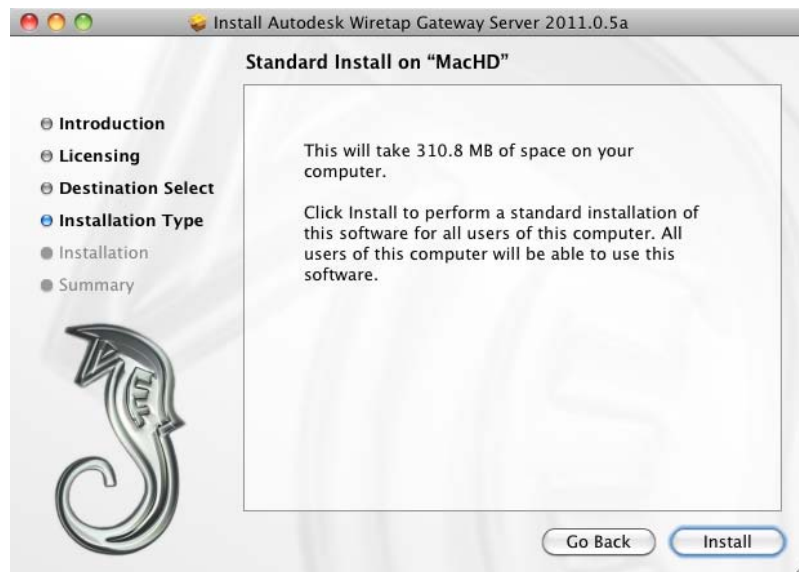 Install Autodesk Wiretap Gateway Server 2011.0.5a
Standard Install on “MacHD”
Introduction
Licensing
Destination Select
Installation Type
Installation
Summary
This will take 310.8 MB of space on your
computer.
Click Install to perform a standard installation of
this software for all users of this computer. All
users of this computer will be able to use this
software.
Go Back
Install